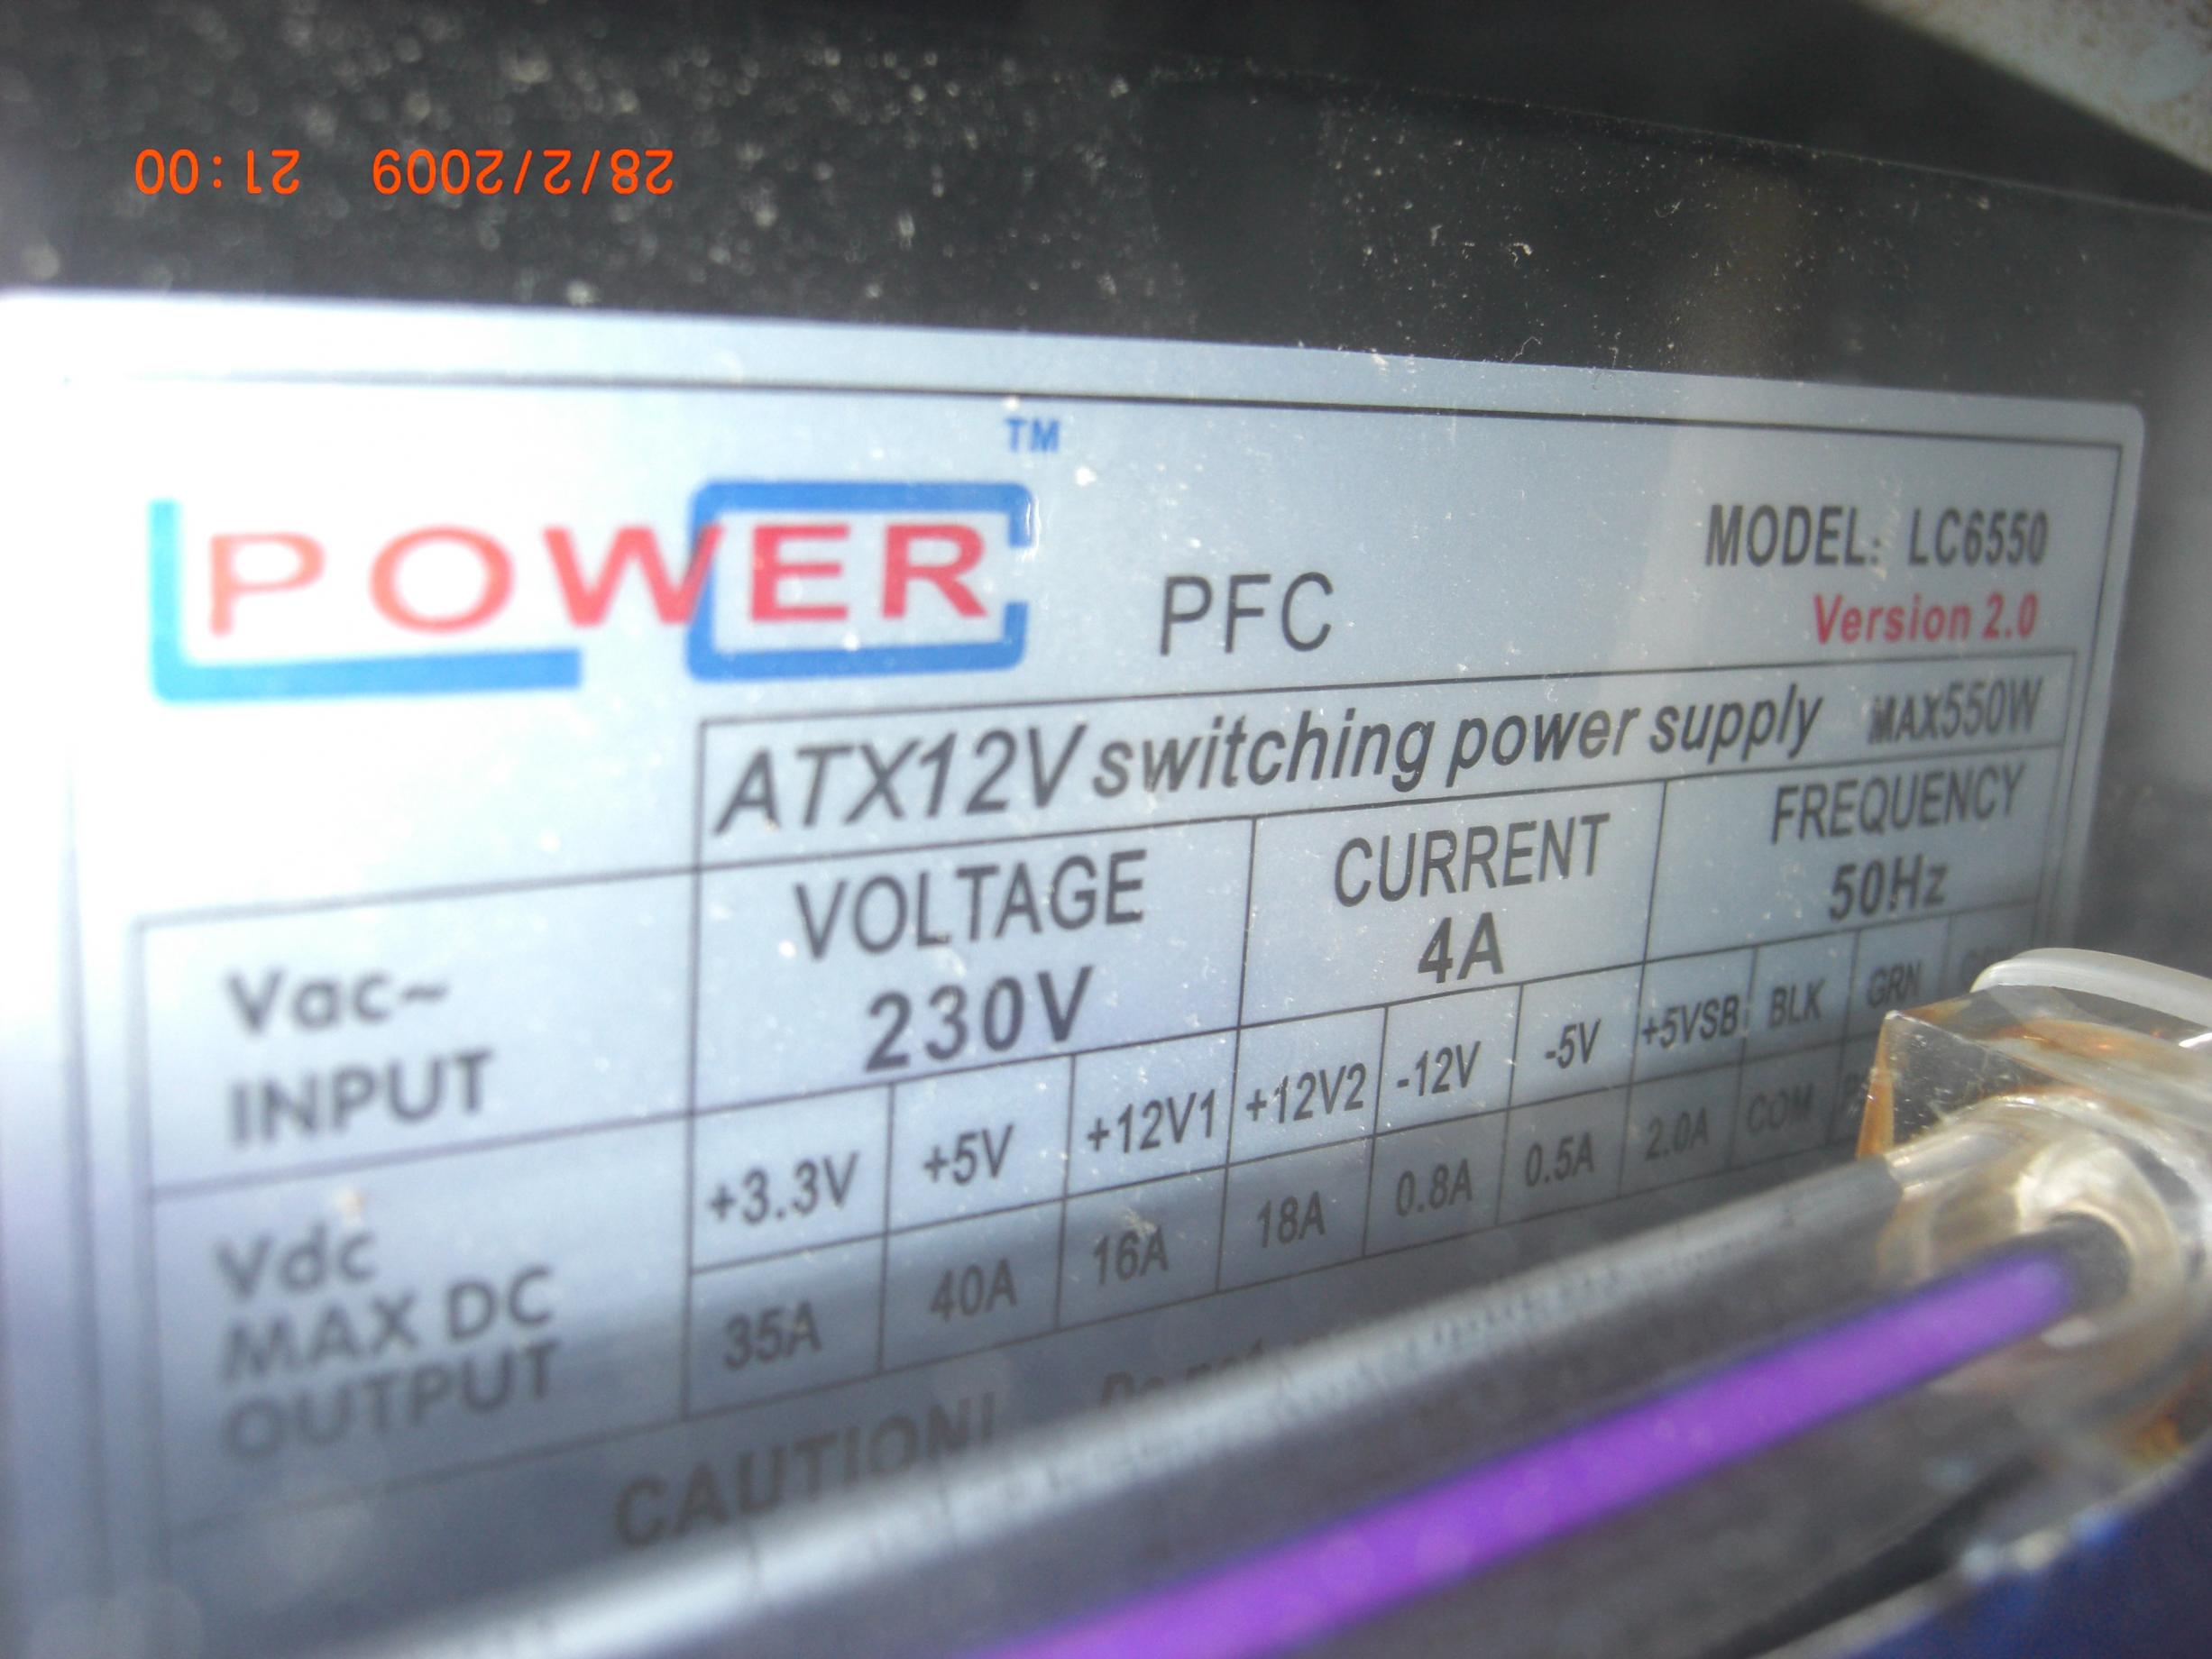 28/2/2009 21:00
TM
POWER
PFC
MODEL: LC6550
Version 2.0
ATX12V switching power supply MAX550W
Vac~
INPUT
VOLTAGE
230V
CURRENT
4A
FREQUENCY
50Hz
Vdc
MAX DC
OUTPUT
+3.3V +5V +12V1 +12V2 -12V -5V +5VSB BLK GRN
35A 40A 16A 18A 0.8A 0.5A 2.0A COM
CAUTION! Do not